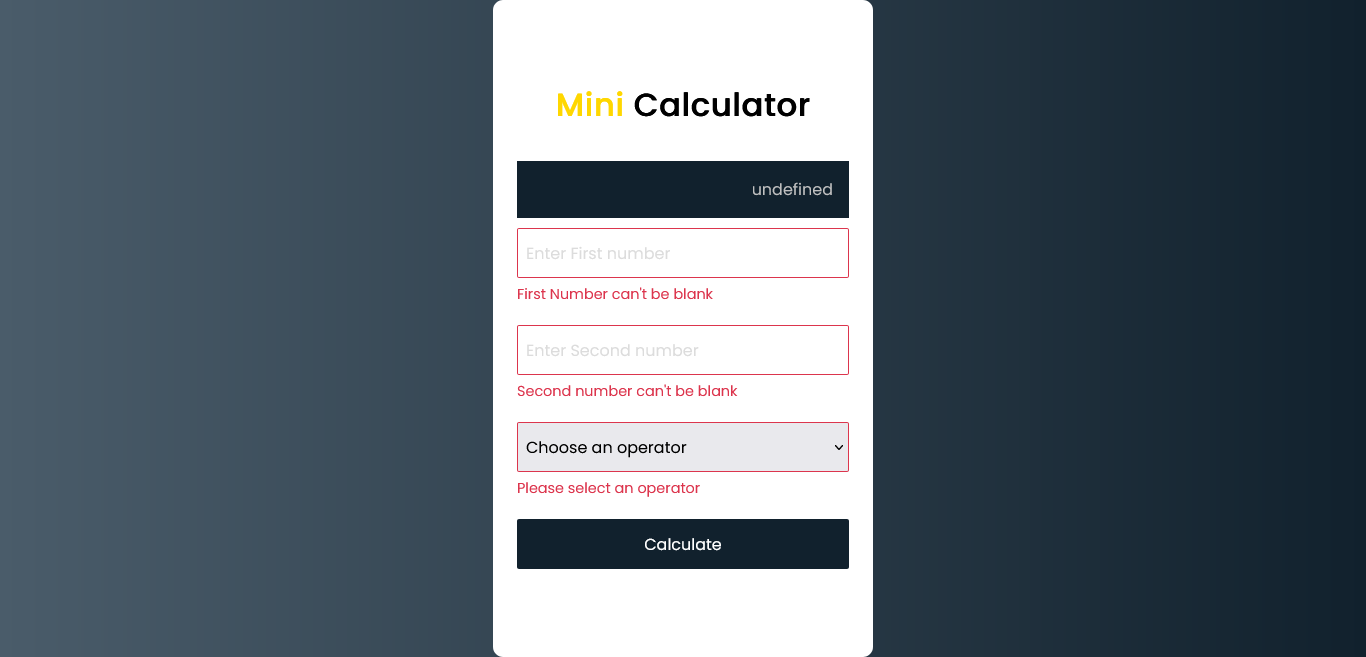 Mini Calculator
undefined
Enter First number
First Number can't be blank
Enter Second number
Second number can't be blank
Choose an operator
Please select an operator
Calculate